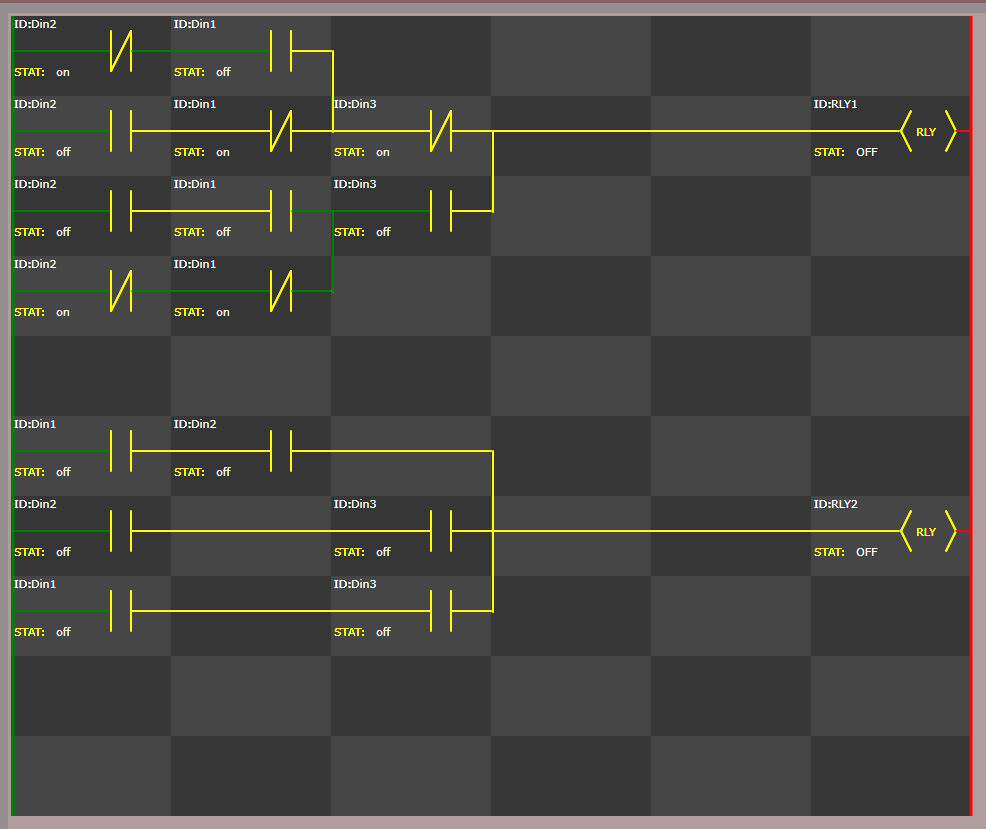 ID:Din2 ID:Din1
STAT: on STAT: off
ID:Din2 ID:Din1 ID:Din3 ID:RLY1
RLY
STAT: off STAT: on STAT: on STAT: OFF
ID:Din2 ID:Din1 ID:Din3
STAT: off STAT: off STAT: off
ID:Din2 ID:Din1
STAT: on STAT: on
ID:Din1 ID:Din2
STAT: off STAT: off
ID:Din2 ID:Din3 ID:RLY2
RLY
STAT: off STAT: off STAT: OFF
ID:Din1 ID:Din3
STAT: off STAT: off